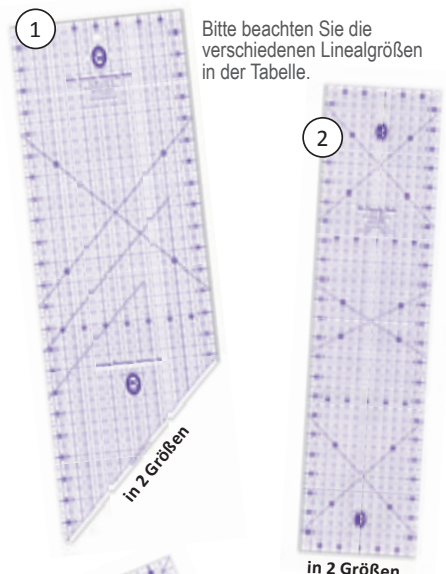 1
Bitte beachten Sie die
verschiedenen Linealgrößen
in der Tabelle.
2
in 2 Größen
in 2 Größen